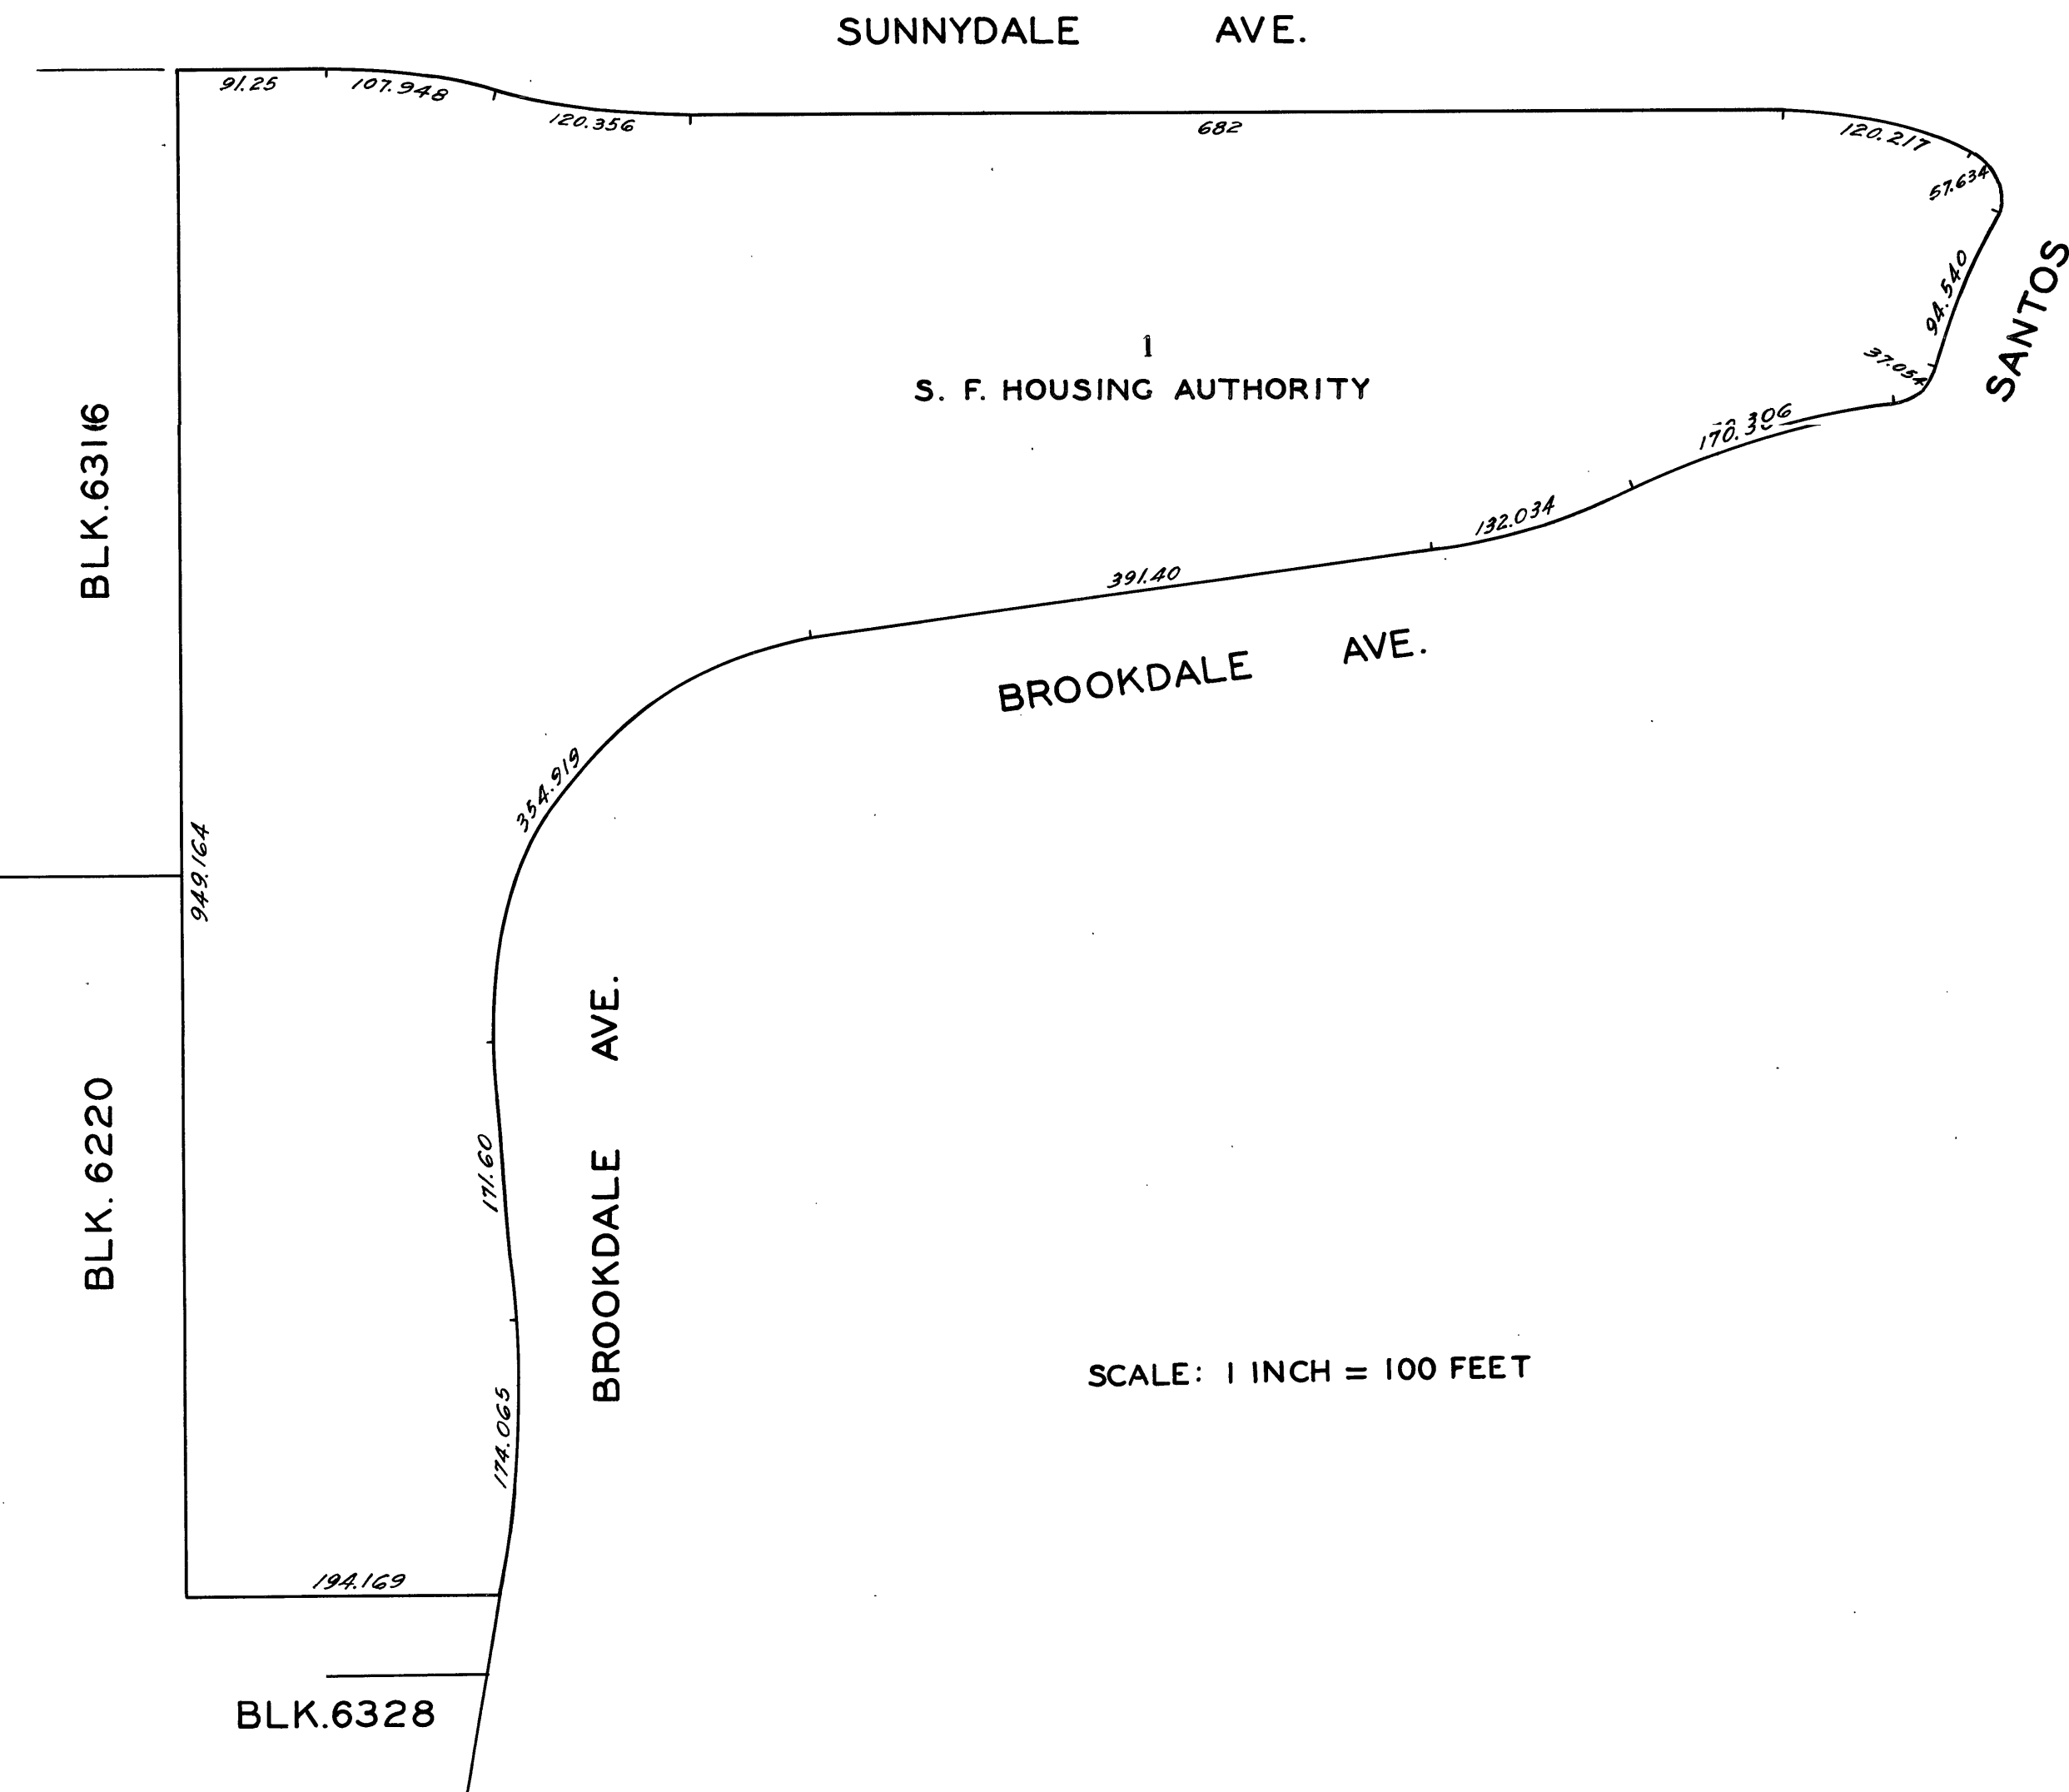 SUNNYDALE AVE.
91.25
107.948
120.356
682
120.217
57.634
94.540
SANTOS
37.054
1
S. F. HOUSING AUTHORITY
170.306
132.034
391.40
BROOKDALE AVE.
354.919
BLK. 6316
949.164
BLK. 6220
171.60
BROOKDALE AVE.
174.065
SCALE: 1 INCH = 100 FEET
194.169
BLK. 6328